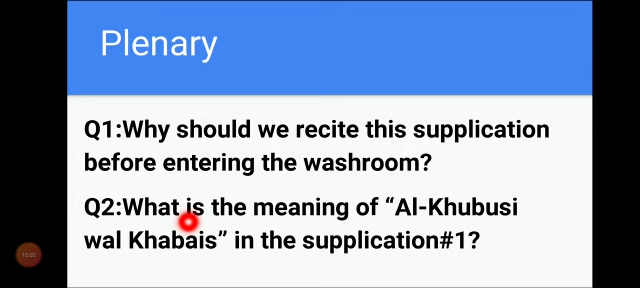 Plenary
Q1:Why should we recite this supplication
before entering the washroom?
Q2:What is the meaning of “Al-Khubusi
wal Khabais” in the supplication#1?